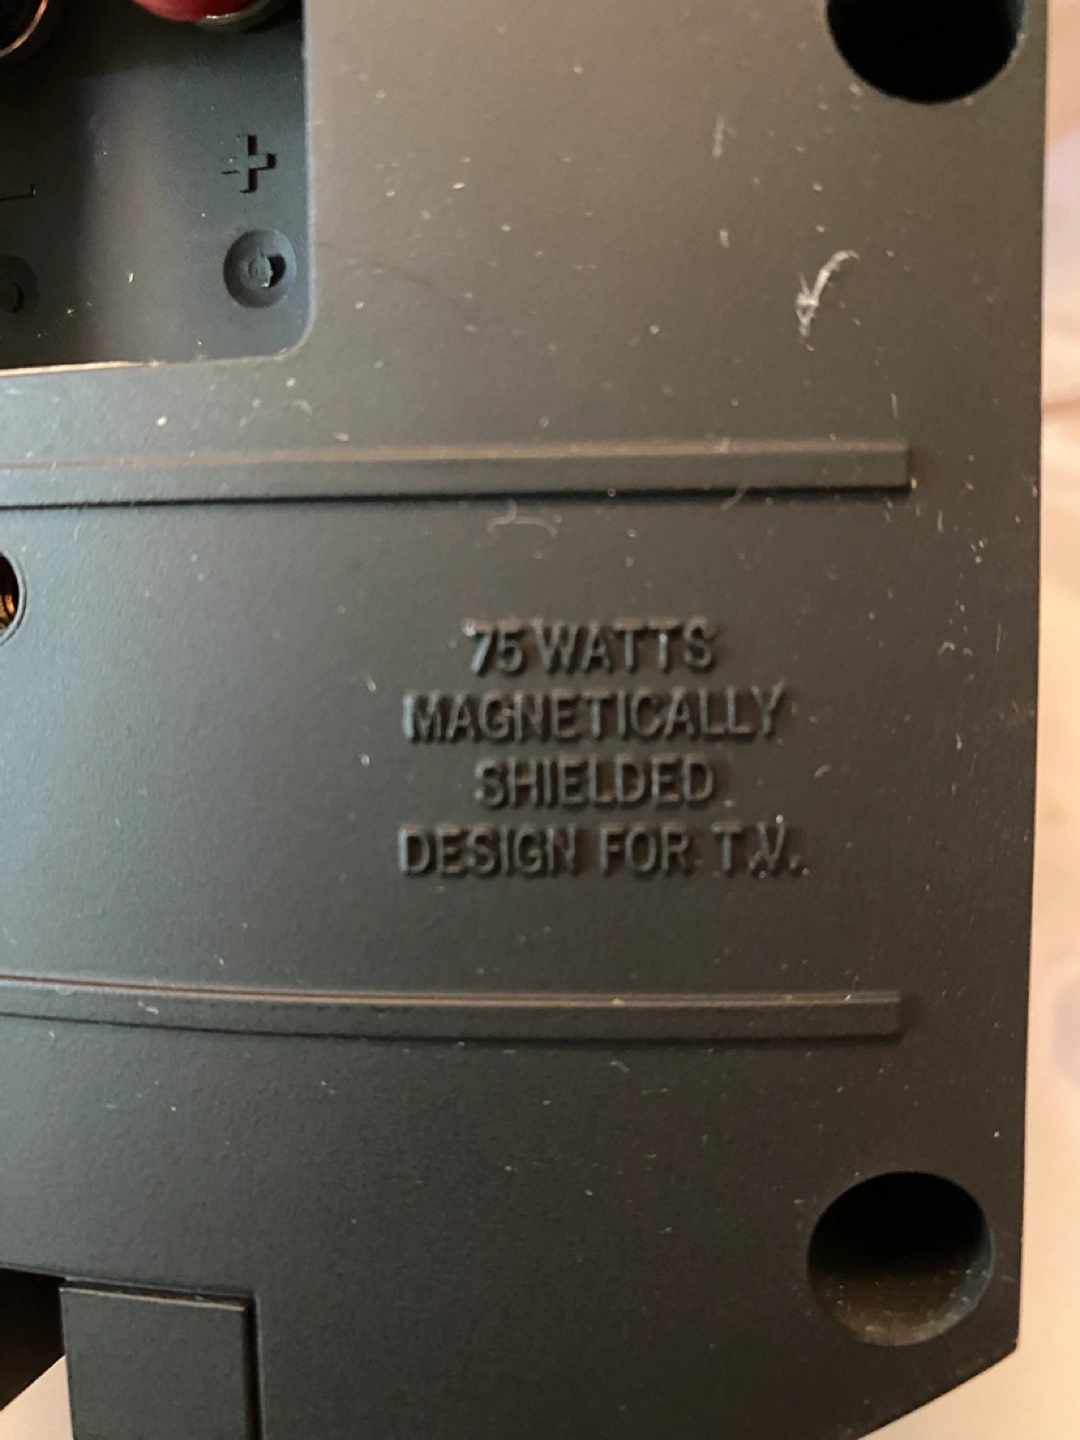 +
-
75 WATTS
MAGNETICALLY
SHIELDED
DESIGN FOR T.V.